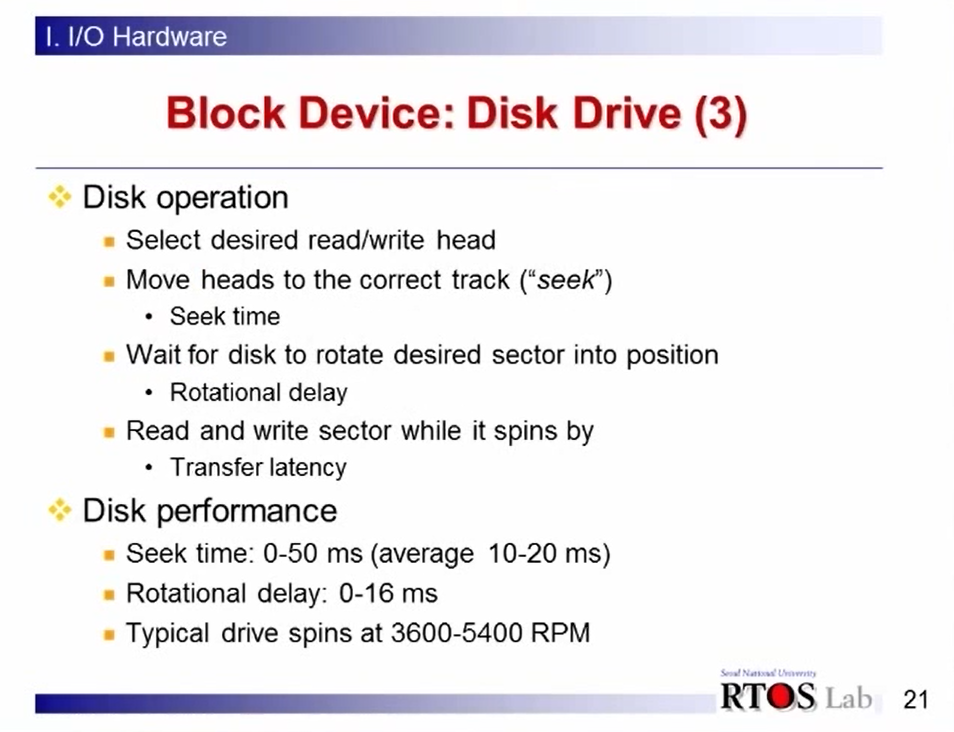 I. I/O Hardware
Block Device: Disk Drive (3)
Disk operation
Select desired read/write head
Move heads to the correct track (“seek”)
• Seek time
Wait for disk to rotate desired sector into position
• Rotational delay
Read and write sector while it spins by
• Transfer latency
Disk performance
Seek time: 0-50 ms (average 10-20 ms)
Rotational delay: 0-16 ms
Typical drive spins at 3600-5400 RPM
Seoul National University
RTOS Lab
21